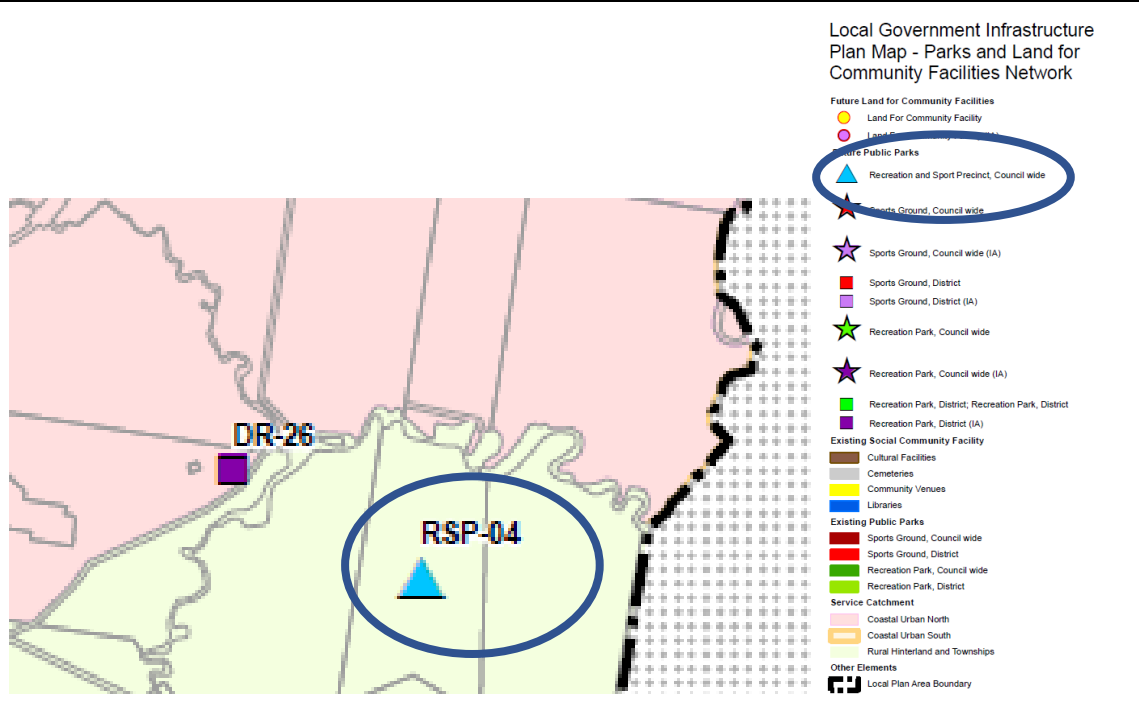 Local Government Infrastructure
Plan Map - Parks and Land for
Community Facilities Network
Future Land for Community Facilities
Land For Community Facility
Land For
Public Parks
Recreation and Sport Precinct, Council wide
Sports Ground, Council wide
Sports Ground, Council wide (IA)
Sports Ground, District
Sports Ground, District (IA)
Recreation Park, Council wide
Recreation Park, Council wide (IA)
Recreation Park, District; Recreation Park, District
Recreation Park, District (IA)
Existing Social Community Facility
Cultural Facilities
Cemeteries
Community Venues
Libraries
Existing Public Parks
Sports Ground, Council wide
Sports Ground, District
Recreation Park, Council wide
Recreation Park, District
Service Catchment
Coastal Urban North
Coastal Urban South
Rural Hinterland and Townships
Other Elements
Local Plan Area Boundary
DR-26
RSP-04